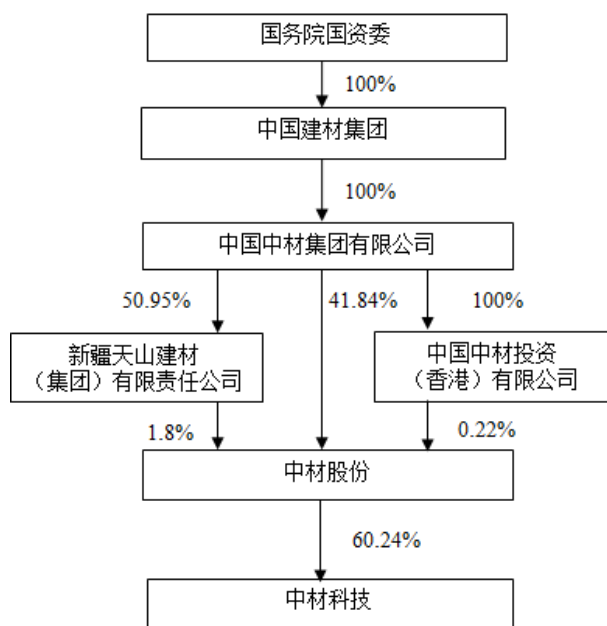 国务院国资委
100%
中国建材集团
100%
中国中材集团有限公司
50.95%
41.84%
100%
新疆天山建材
（集团）有限责任公司
中国中材投资
（香港）有限公司
1.8%
0.22%
中材股份
60.24%
中材科技